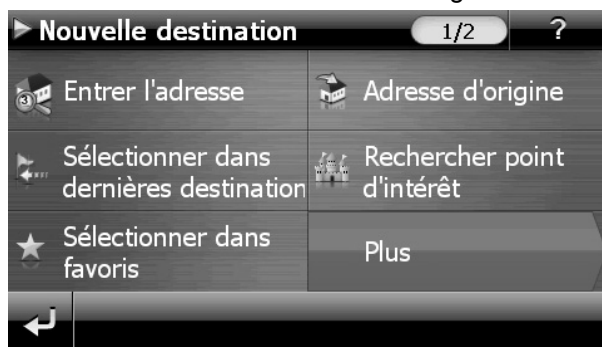 Nouvelle destination
1/2
?
Entrer l'adresse
Adresse d'origine
Sélectionner dans
dernières destination
Rechercher point
d'intérêt
Sélectionner dans
favoris
Plus